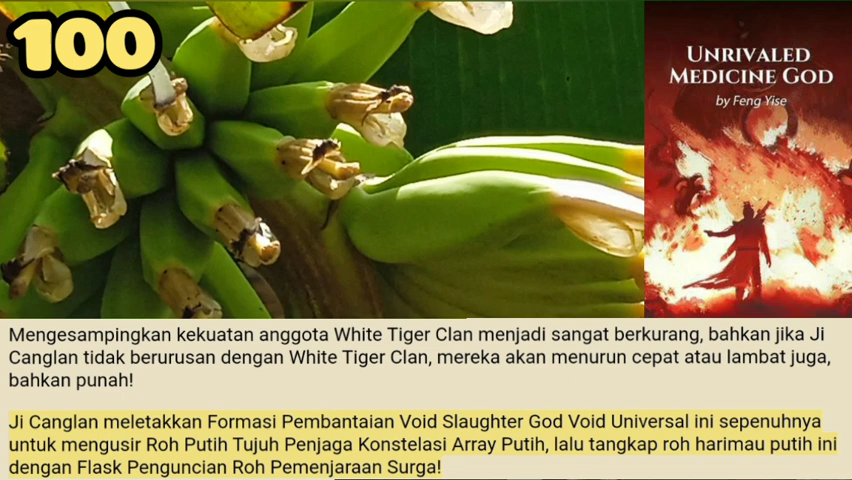 100
UNRIVALED
MEDICINE GOD
by Feng Yise
Mengesampingkan kekuatan anggota White Tiger Clan menjadi sangat berkurang, bahkan jika Ji
Canglan tidak berurusan dengan White Tiger Clan, mereka akan menurun cepat atau lambat juga,
bahkan punah!
Ji Canglan meletakkan Formasi Pembantaian Void Slaughter God Void Universal ini sepenuhnya
untuk mengusir Roh Putih Tujuh Penjaga Konstelasi Array Putih, lalu tangkap roh harimau putih ini
dengan Flask Penguncian Roh Pemenjaraan Surga!